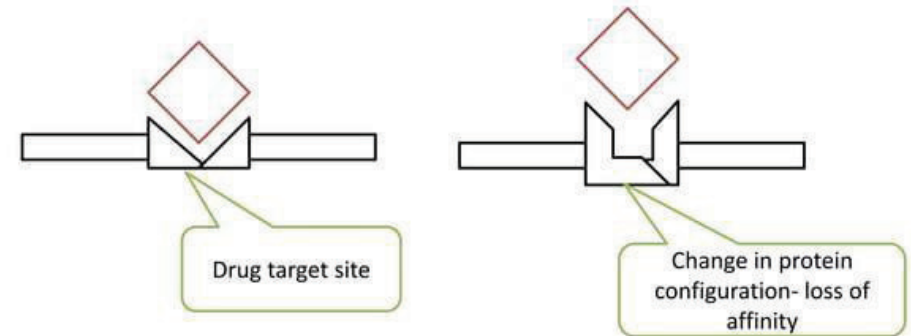 Drug target site
Change in protein
configuration- loss of
affinity